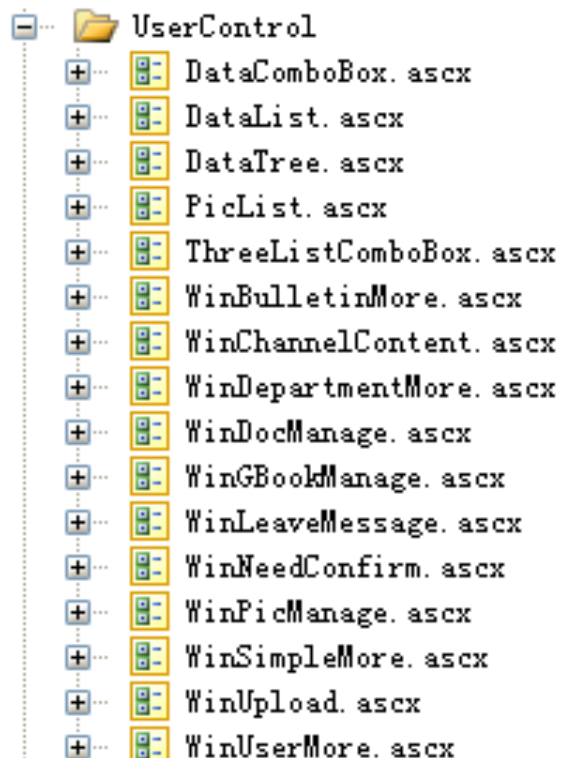 UserControl
DataComboBox.ascx
DataList.ascx
DataTree.ascx
PicList.ascx
ThreeListComboBox.ascx
WinBulletinMore.ascx
WinChannelContent.ascx
WinDepartmentMore.ascx
WinDocManage.ascx
WinGBookManage.ascx
WinLeaveMessage.ascx
WinNeedConfirm.ascx
WinPicManage.ascx
WinSimpleMore.ascx
WinUpload.ascx
WinUserMore.ascx